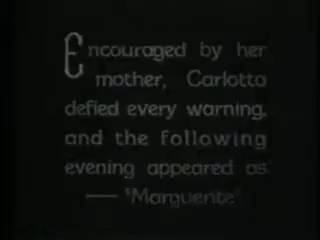 Encouraged by her
mother, Carlotta
defied every warning,
and the following
evening appeared as
— "Marguerite"